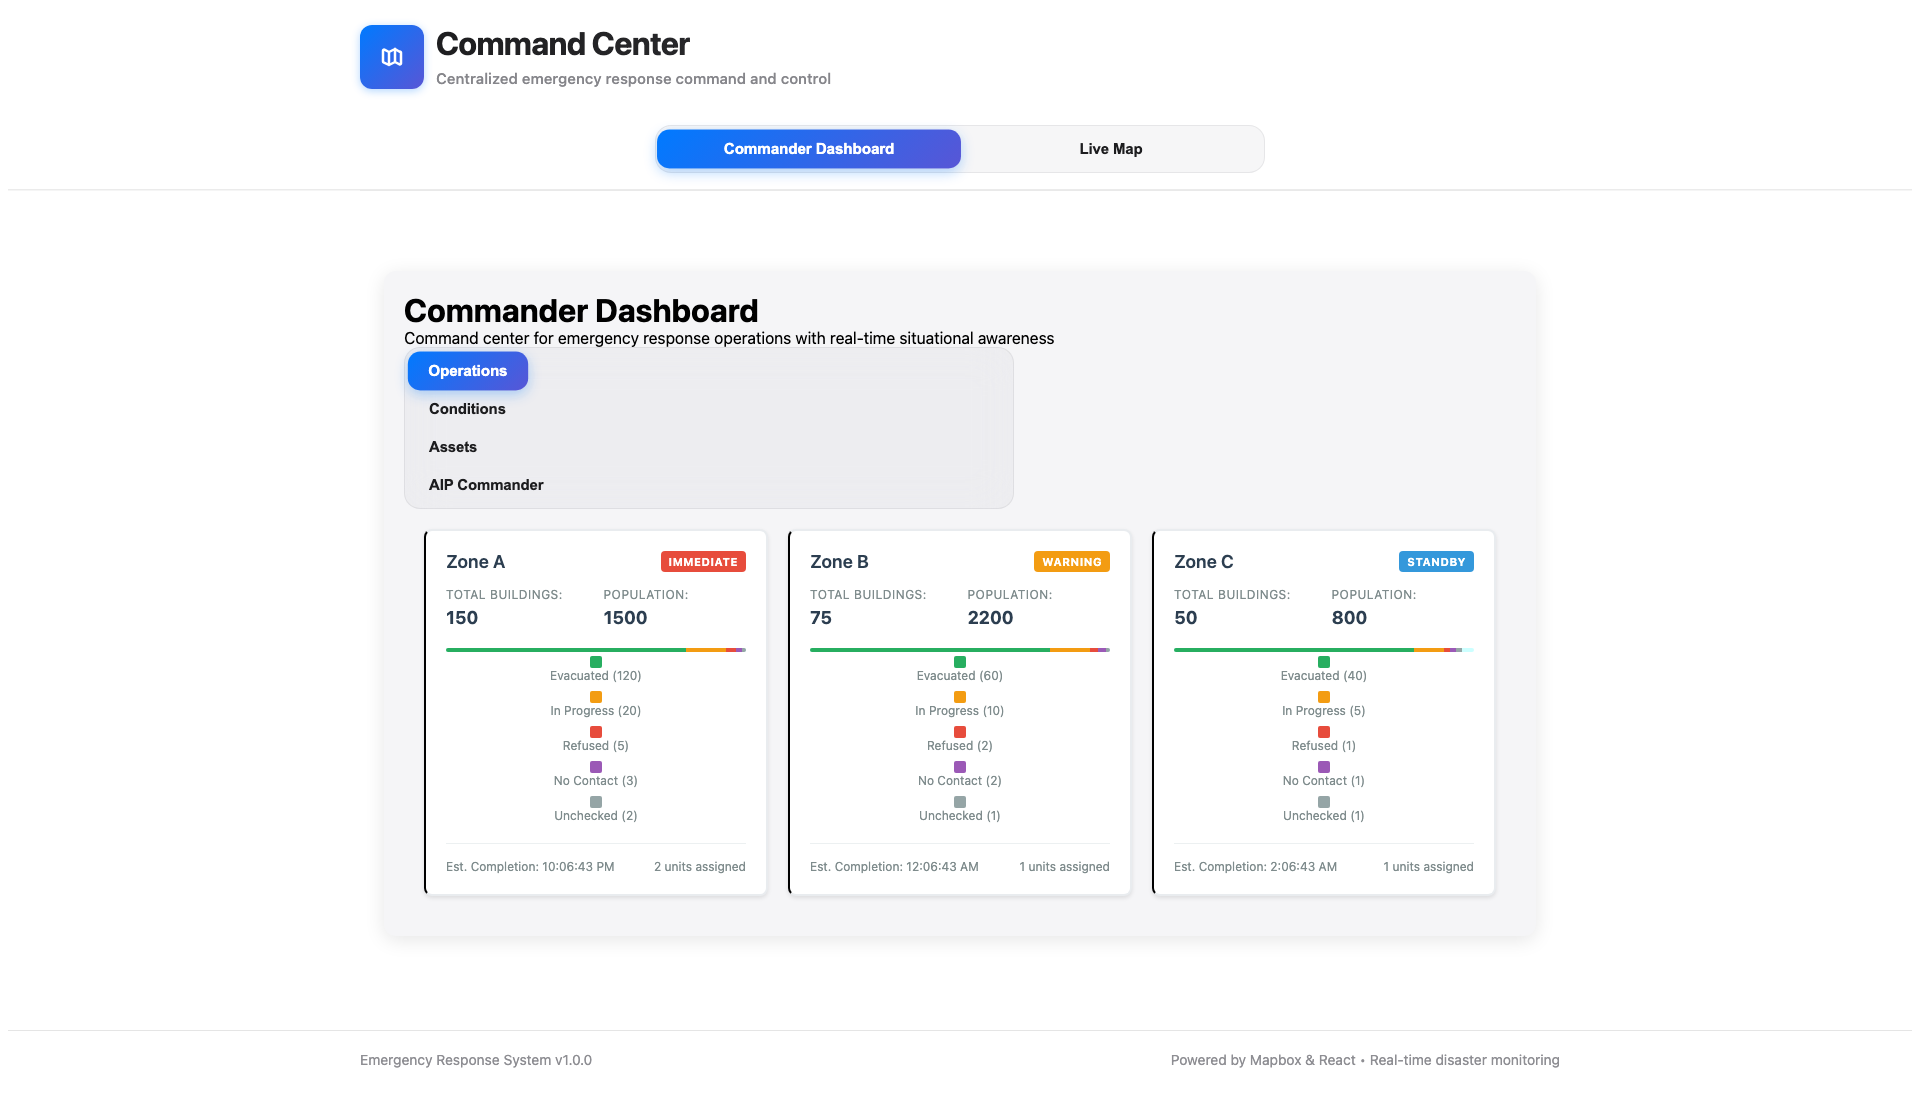 Command Center
Centralized emergency response command and control
Commander Dashboard
Live Map
Commander Dashboard
Command center for emergency response operations with real-time situational awareness
Operations
Conditions
Assets
AIP Commander
Zone A
IMMEDIATE
TOTAL BUILDINGS:
POPULATION:
150
1500
Evacuated (120)
In Progress (20)
Refused (5)
No Contact (3)
Unchecked (2)
Est. Completion: 10:06:43 PM
2 units assigned
Zone B
WARNING
TOTAL BUILDINGS:
POPULATION:
75
2200
Evacuated (60)
In Progress (10)
Refused (2)
No Contact (2)
Unchecked (1)
Est. Completion: 12:06:43 AM
1 units assigned
Zone C
STANDBY
TOTAL BUILDINGS:
POPULATION:
50
800
Evacuated (40)
In Progress (5)
Refused (1)
No Contact (1)
Unchecked (1)
Est. Completion: 2:06:43 AM
1 units assigned
Emergency Response System v1.0.0
Powered by Mapbox & React • Real-time disaster monitoring